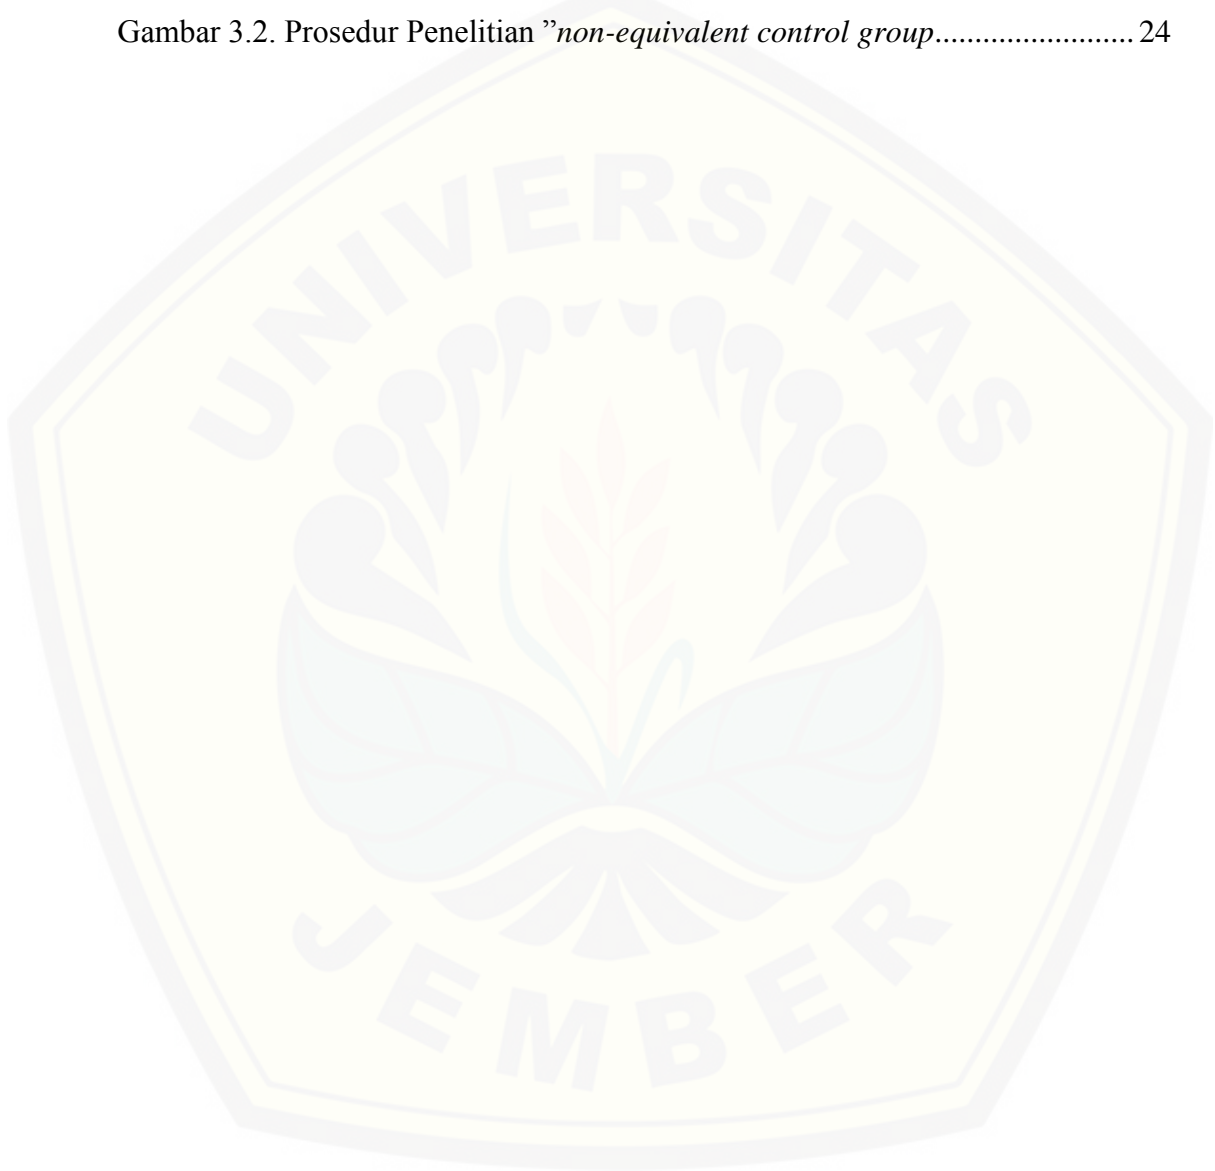 Gambar 3.2. Prosedur Penelitian ”non-equivalent control group......................... 24
UNIVERSITAS
JEMBER